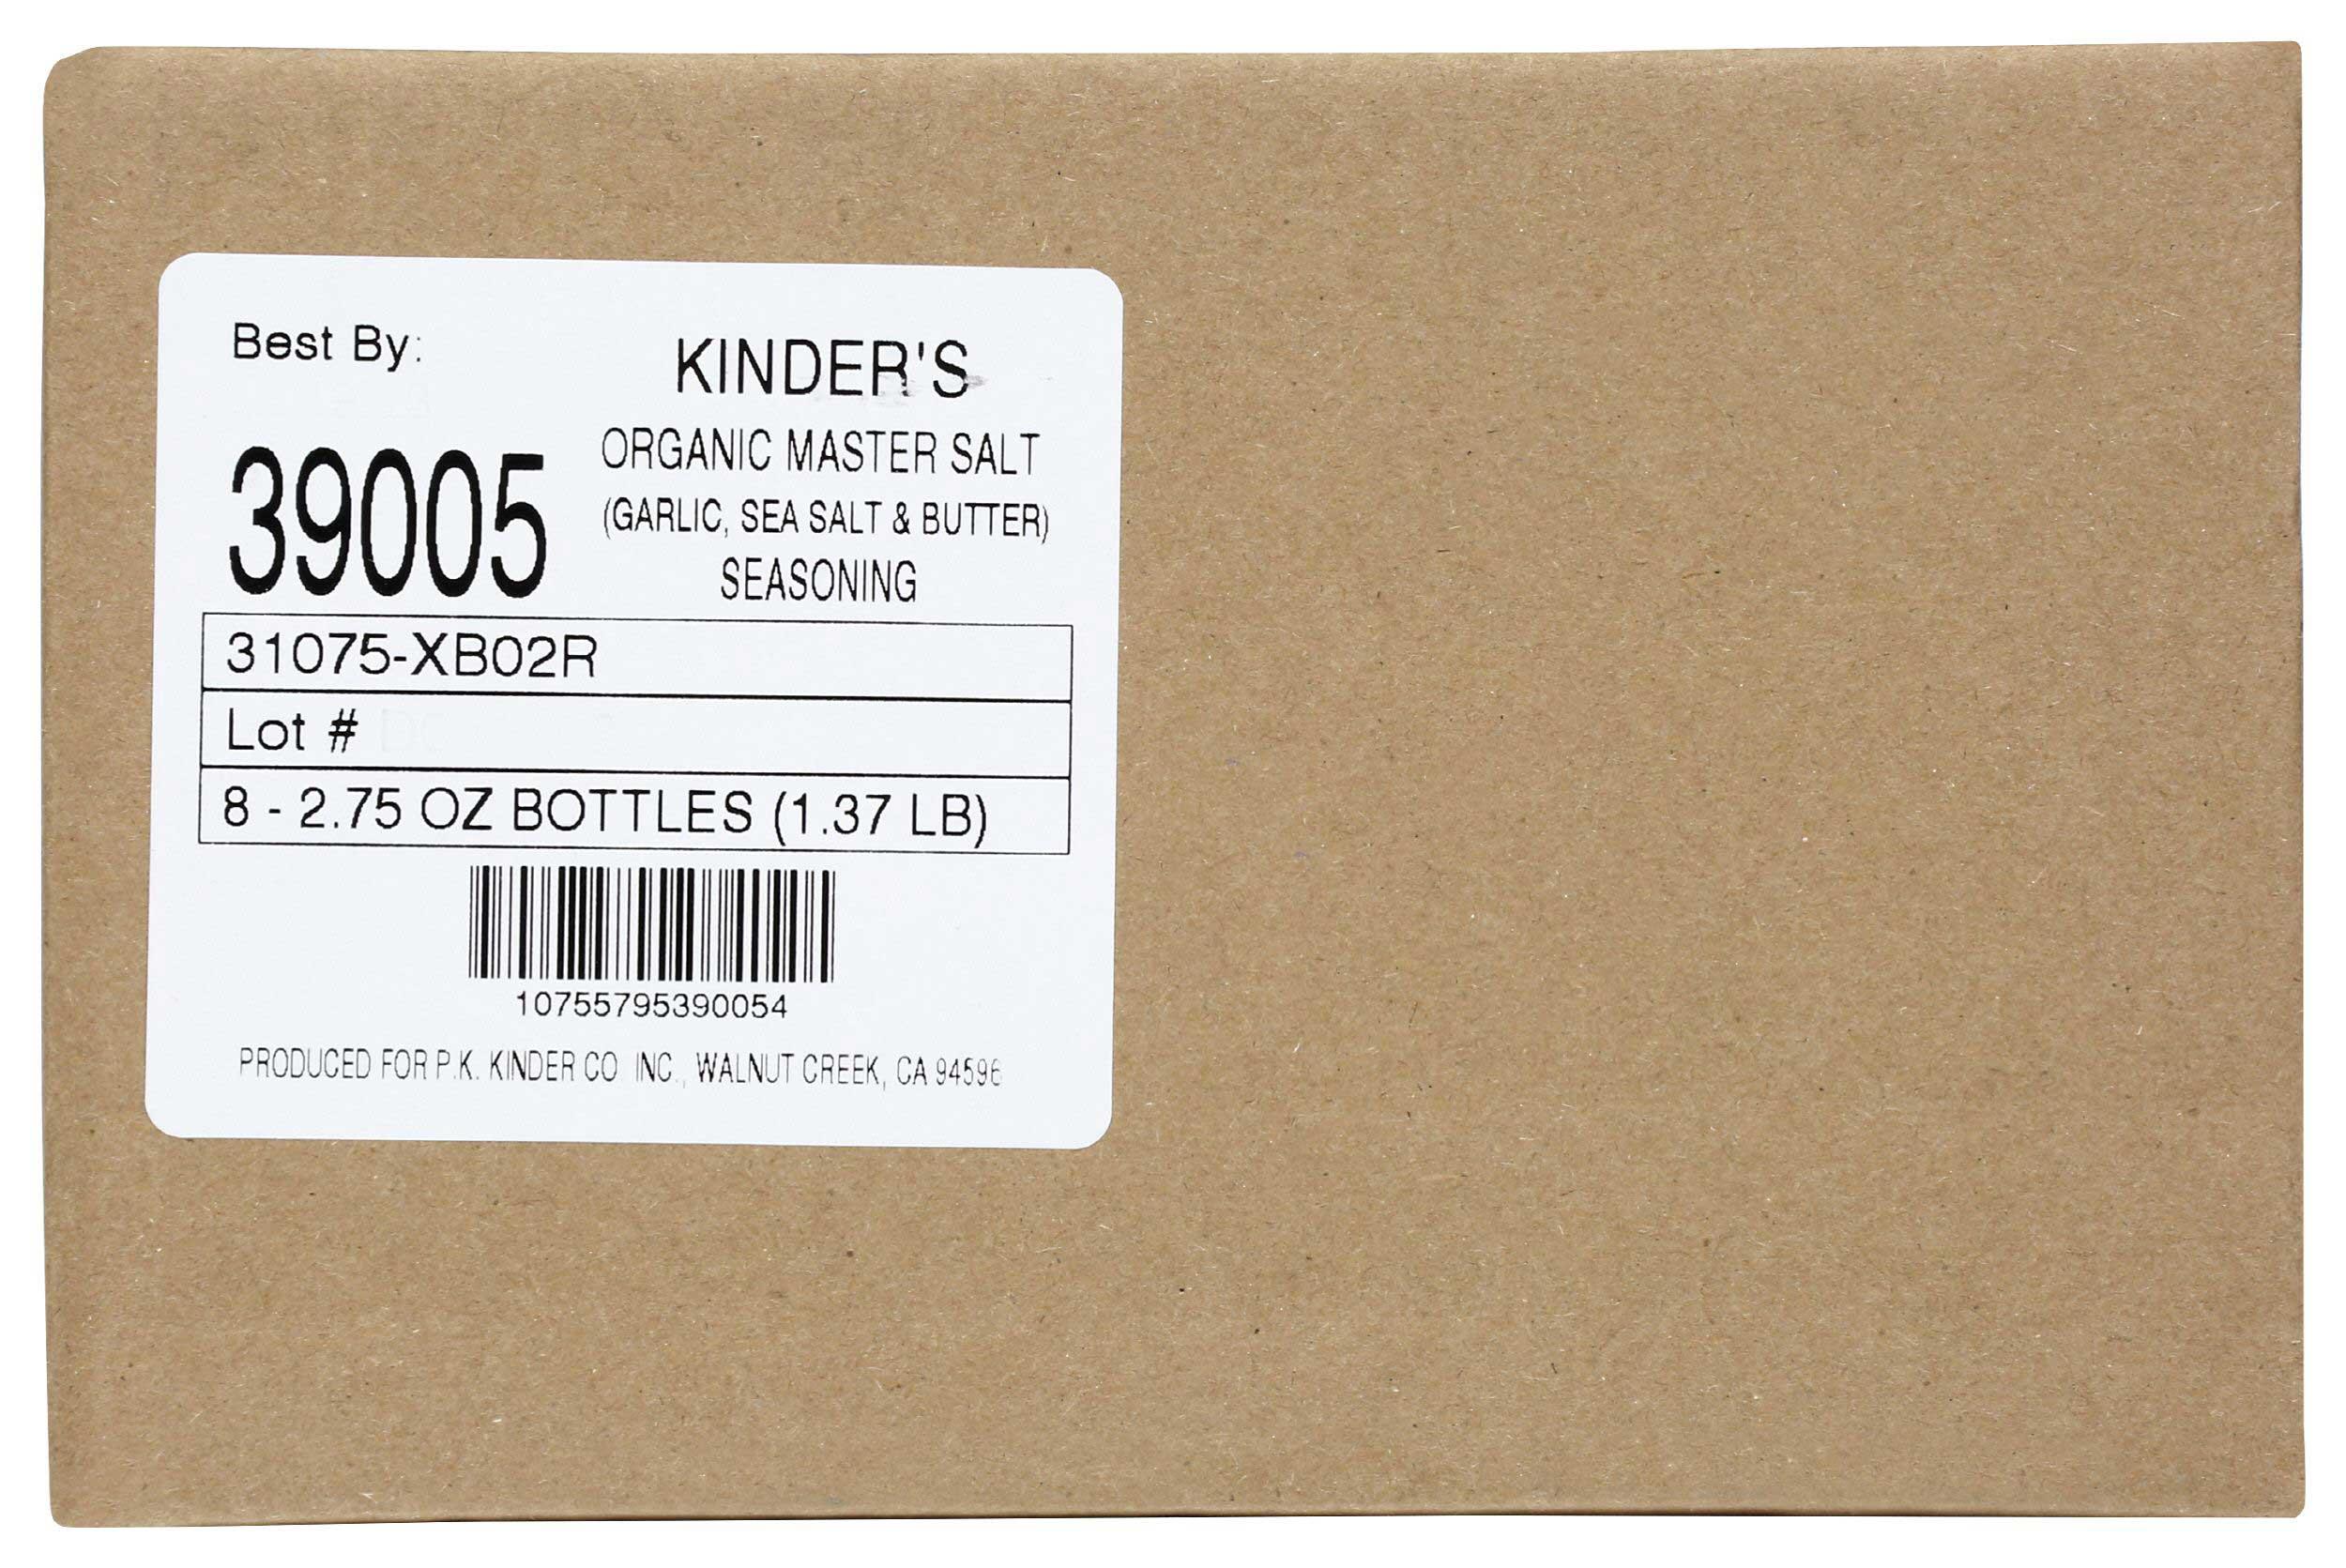 Best By:
KINDER'S
39005
ORGANIC MASTER SALT
(GARLIC, SEA SALT & BUTTER)
SEASONING
31075-XB02R
Lot #
8 - 2.75 OZ BOTTLES (1.37 LB)
10755795390054
PRODUCED FOR P.K. KINDER CO INC., WALNUT CREEK, CA 94596